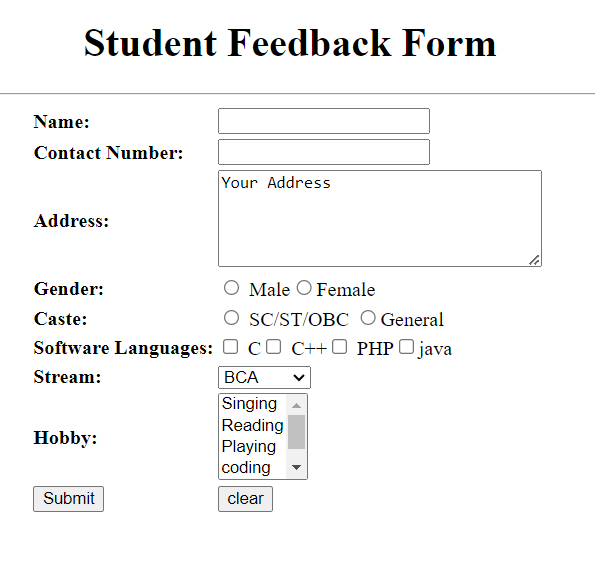 Student Feedback Form
Name:
Contact Number:
Address: Your Address
Gender: Male Female
Caste: SC/ST/OBC General
Software Languages: C C++ PHP java
Stream: BCA
Hobby: Singing
Reading
Playing
coding
Submit clear